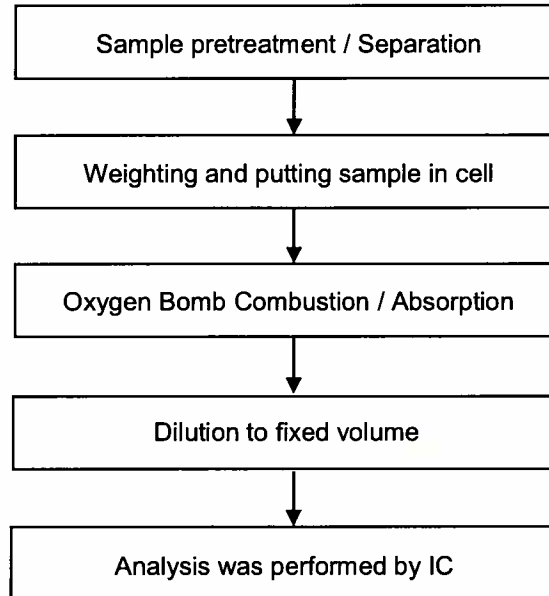 Sample pretreatment / Separation
Weighting and putting sample in cell
Oxygen Bomb Combustion / Absorption
Dilution to fixed volume
Analysis was performed by IC